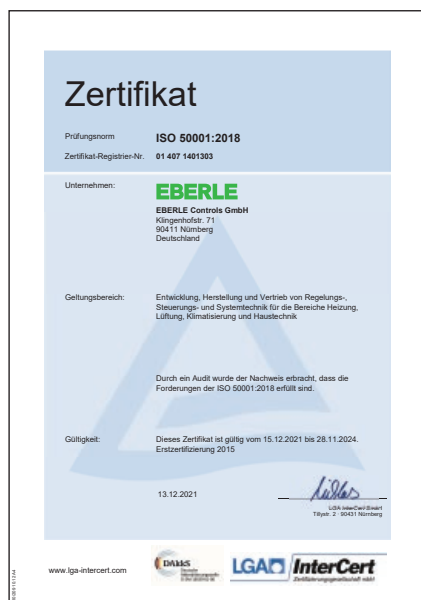 Zertifikat
Prüfungsnorm ISO 50001:2018
Zertifikat-Registrier-Nr. 01 407 1401303
Unternehmen:
EBERLE
EBERLE Controls GmbH
Klingenhofstr. 71
90411 Nürnberg
Deutschland
Geltungsbereich: Entwicklung, Herstellung und Vertrieb von Regelungs-,
Steuerungs- und Systemtechnik für die Bereiche Heizung,
Lüftung, Klimatisierung und Haustechnik
Durch ein Audit wurde der Nachweis erbracht, dass die
Forderungen der ISO 50001:2018 erfüllt sind.
Gültigkeit: Dieses Zertifikat ist gültig vom 15.12.2021 bis 28.11.2024.
Erstzertifizierung 2015
13.12.2021
LGA InterCert GmbH
Tillystr. 2 · 90431 Nürnberg
www.lga-intercert.com
DAkkS
Deutsche
Akkreditierungsstelle
LGA InterCert
Zertifizierungsgesellschaft mbH